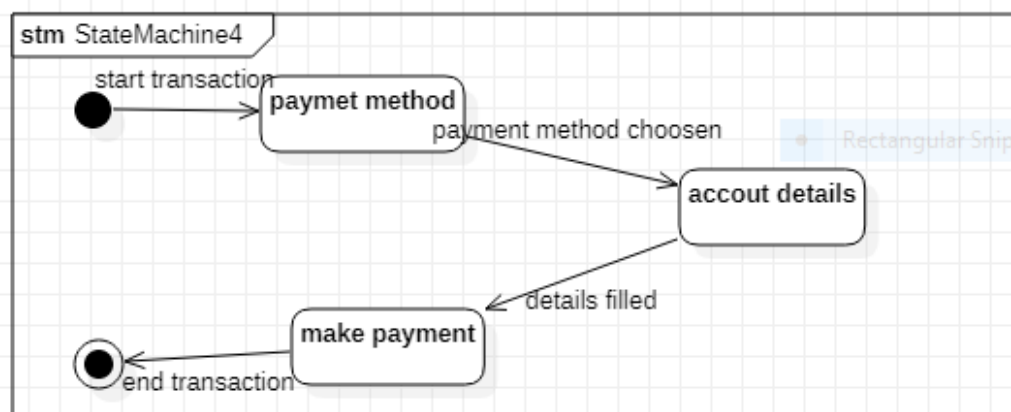 stm StateMachine4
start transaction
paymet method
payment method choosen
Rectangular Snip
accout details
details filled
make payment
end transaction